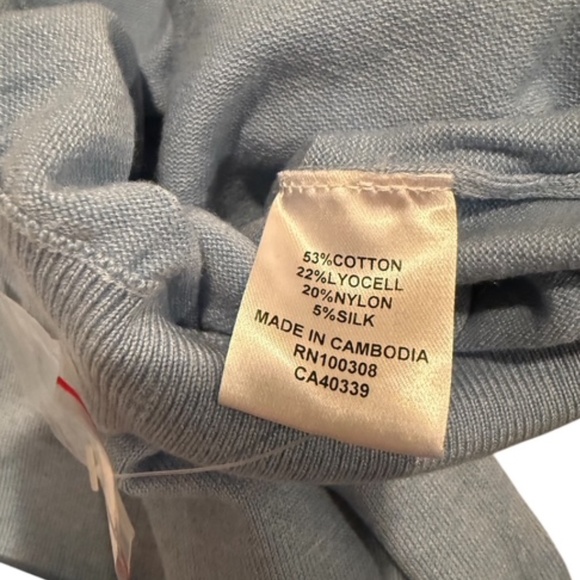 53%COTTON
22%LYOCELL
20%NYLON
5%SILK
MADE IN CAMBODIA
RN100308
CA40339